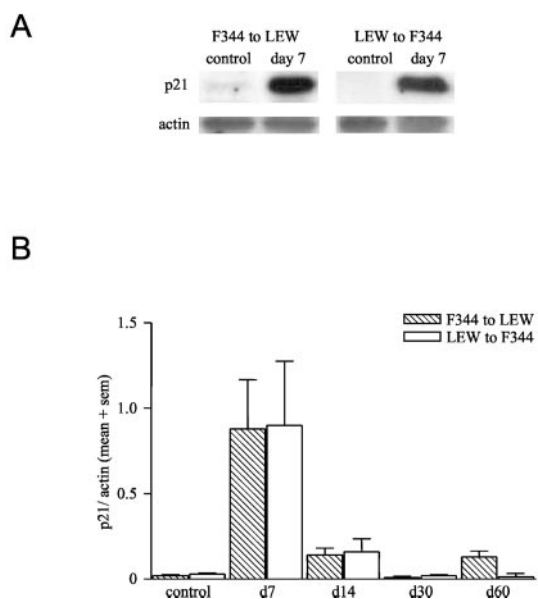 A
F344 to LEW
LEW to F344
control day 7
control day 7
p21
actin
B
F344 to LEW
LEW to F344
p21/ actin (mean + sem)
1.5
1.0
0.5
0
control d7 d14 d30 d60